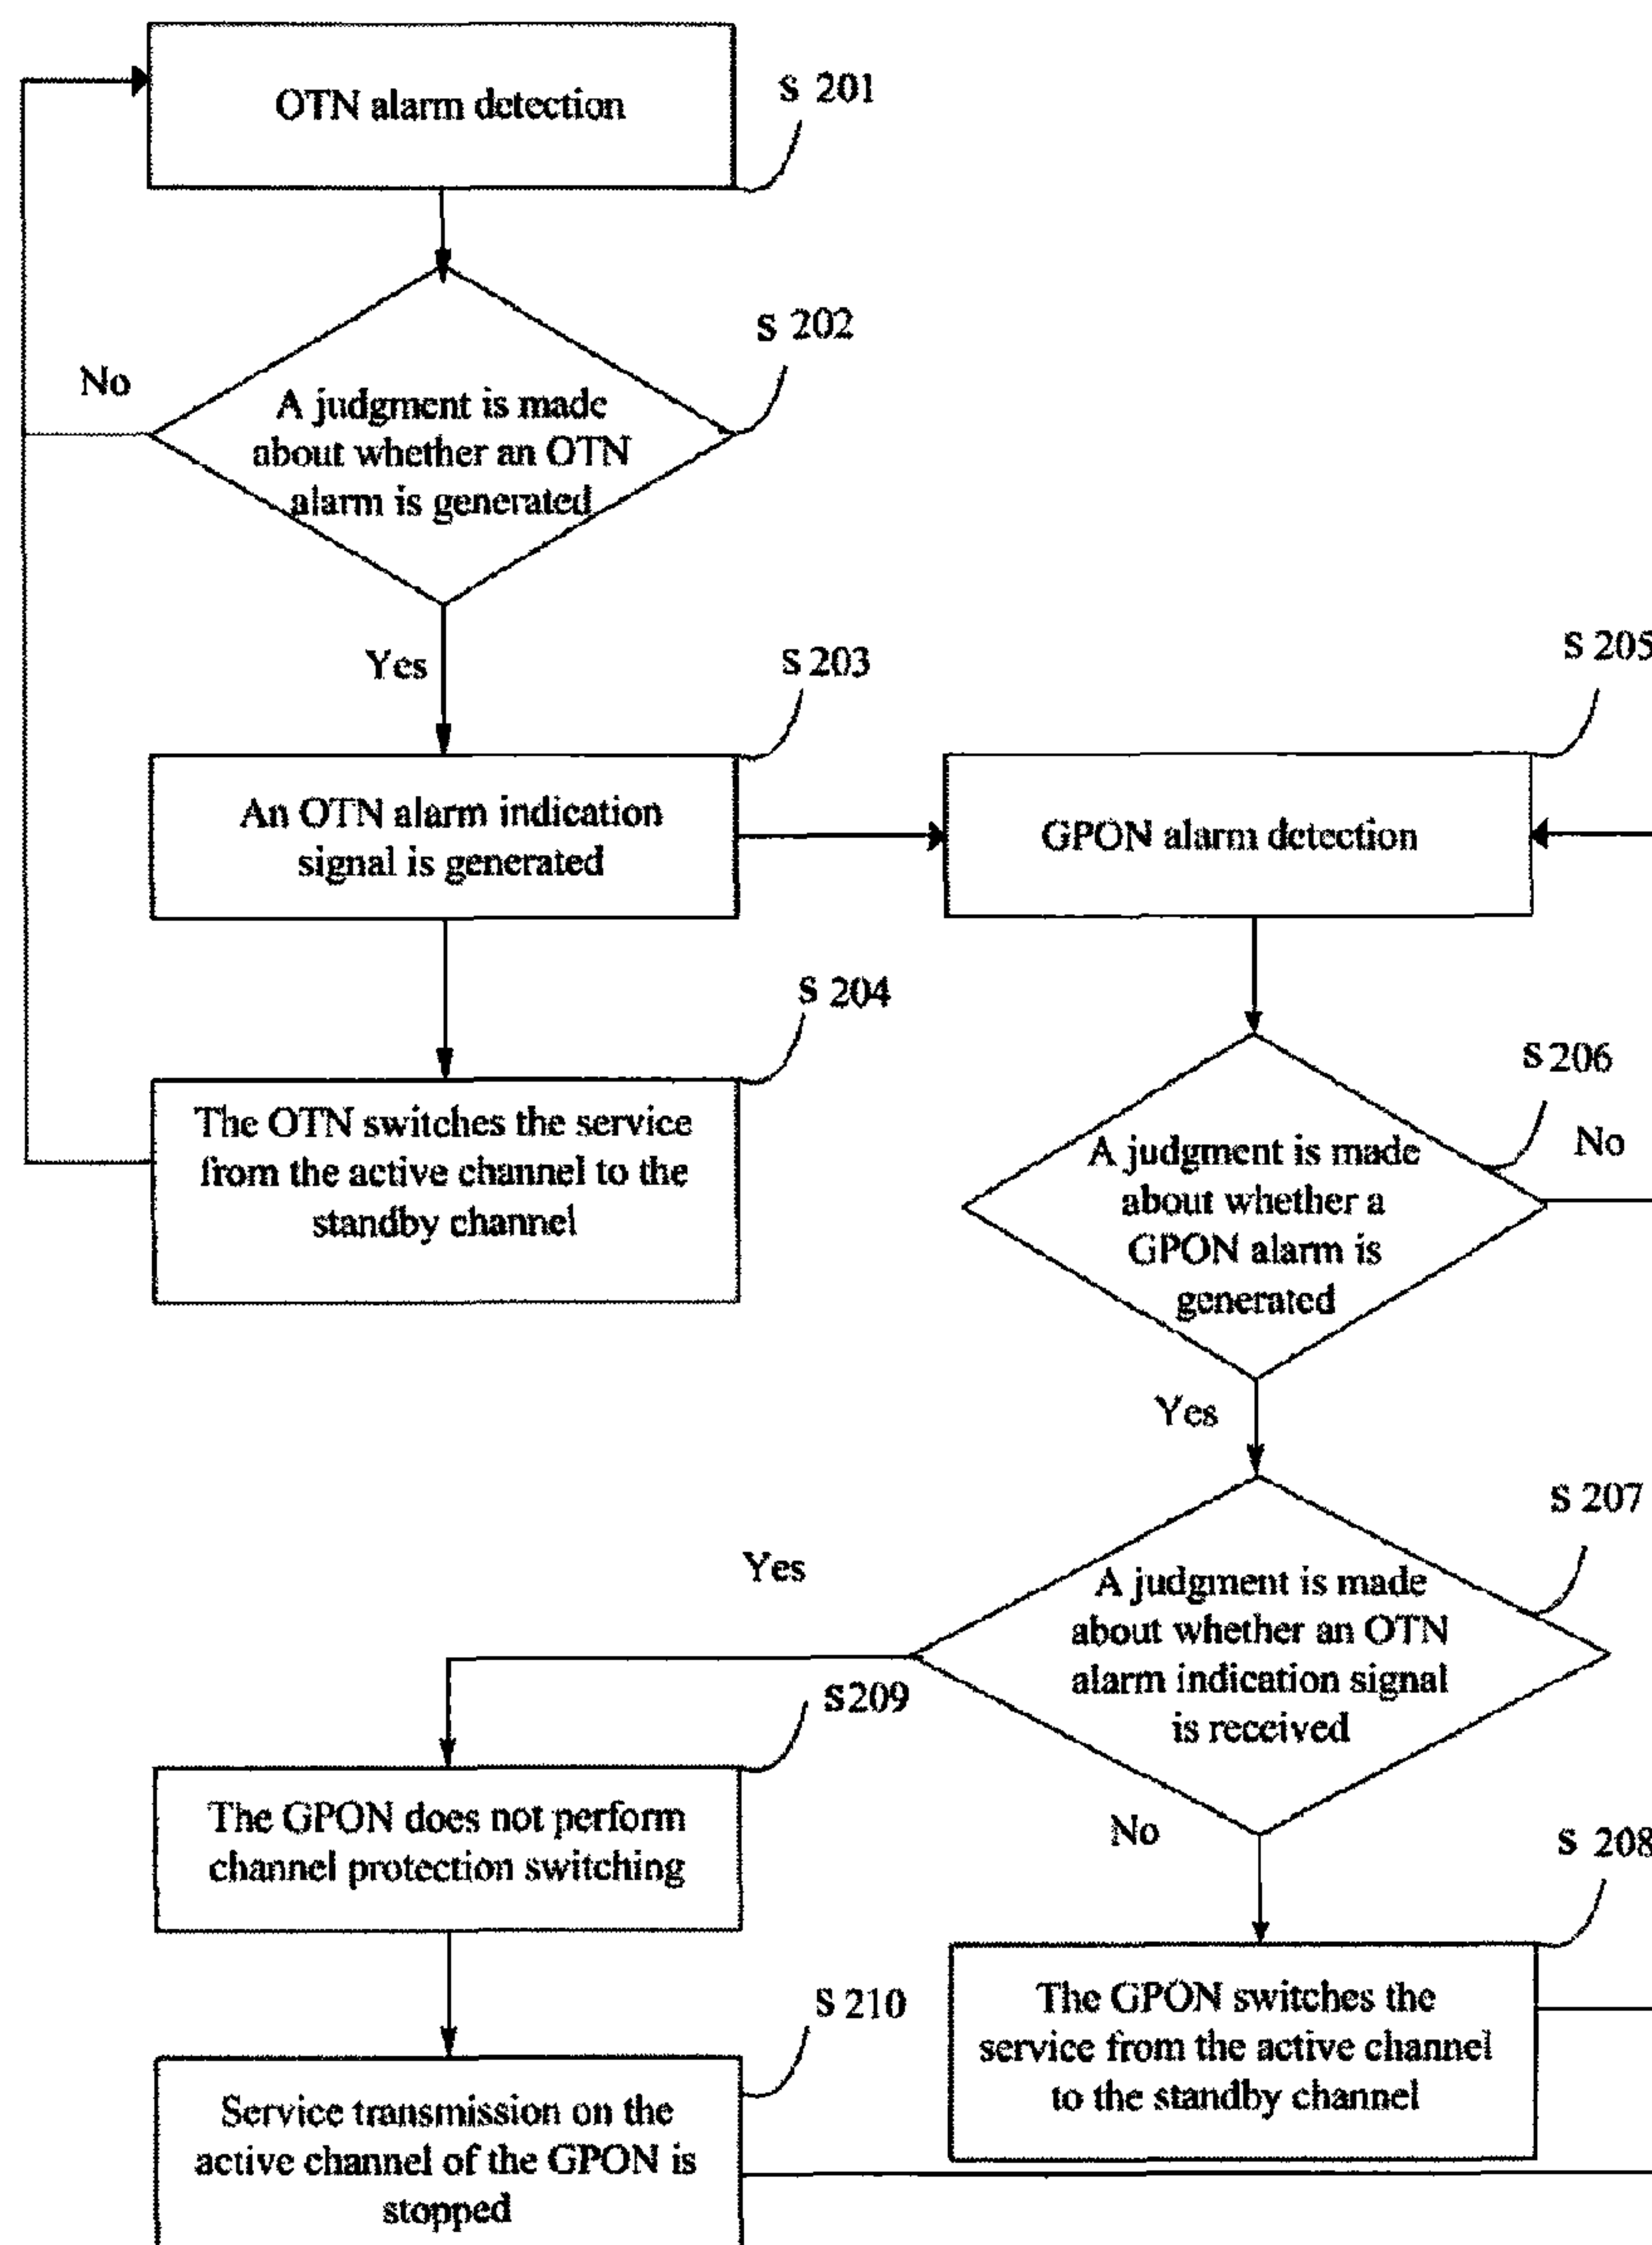 OTN alarm detection
S 201
S 202
No
A judgment is made
about whether an OTN
alarm is generated
Yes
S 203
S 205
An OTN alarm indication
signal is generated
GPON alarm detection
S 204
The OTN switches the service
from the active channel to the
standby channel
S 206
No
A judgment is made
about whether a
GPON alarm is
generated
Yes
S 207
Yes
A judgment is made
about whether an OTN
alarm indication signal
is received
S209
The GPON does not perform
channel protection switching
No
S 208
S 210
The GPON switches the
service from the active channel
to the standby channel
Service transmission on the
active channel of the GPON is
stopped